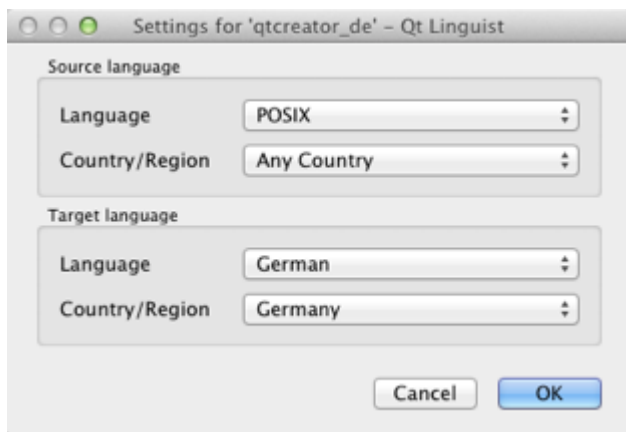 Settings for 'qtcreator_de' – Qt Linguist
Source language
Language POSIX
Country/Region Any Country
Target language
Language German
Country/Region Germany
Cancel OK